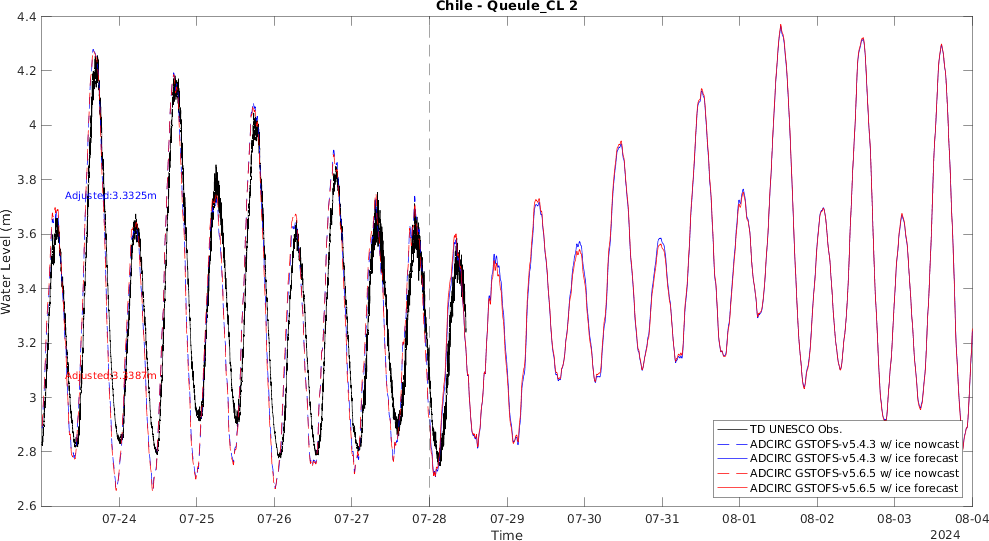 Chile - Queule_CL 2
4.4
4.2
4
3.8
3.6
3.4
3.2
3
2.8
2.6
Water Level (m)
Adjusted:3.3325m
Adjusted:3.3387m
TD UNESCO Obs.
ADCIRC GSTOFS-v5.4.3 w/ ice nowcast
ADCIRC GSTOFS-v5.4.3 w/ ice forecast
ADCIRC GSTOFS-v5.6.5 w/ ice nowcast
ADCIRC GSTOFS-v5.6.5 w/ ice forecast
07-24 07-25 07-26 07-27 07-28 07-29 07-30 07-31 08-01 08-02 08-03 08-04
Time
2024